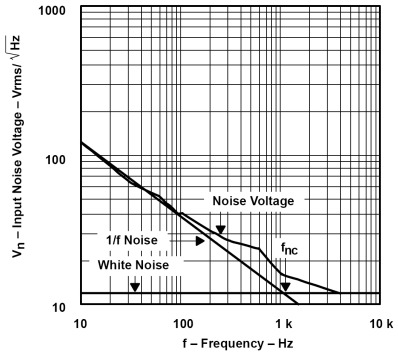 1000
100
10
Vn – Input Noise Voltage – Vrms/ √Hz
Noise Voltage
1/f Noise
fnc
White Noise
10
100
1 k
10 k
f – Frequency – Hz